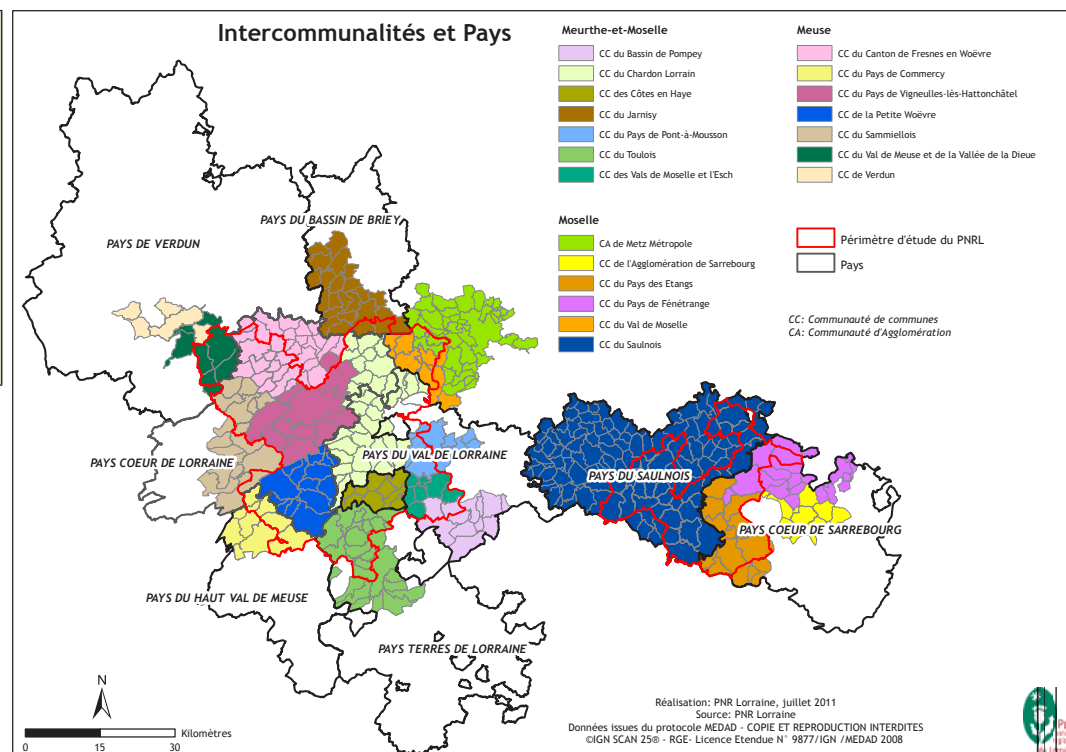 Intercommunalités et Pays
Meurthe-et-Moselle
CC du Bassin de Pompey
CC du Chardon Lorrain
CC des Côtes en Haye
CC du Jarnisy
CC du Pays de Pont-à-Mousson
CC du Toulois
CC des Vals de Moselle et l'Esch
Meuse
CC du Canton de Fresnes en Woëvre
CC du Pays de Commercy
CC du Pays de Vigneulles-lès-Hattonchâtel
CC de la Petite Woëvre
CC du Sammiellois
CC du Val de Meuse et de la Vallée de la Dieue
CC de Verdun
Moselle
CA de Metz Métropole
CC de l'Agglomération de Sarrebourg
CC du Pays des Etangs
CC du Pays de Fénétrange
CC du Val de Moselle
CC du Saulnois
Périmètre d'étude du PNRL
Pays
CC: Communauté de communes
CA: Communauté d'Agglomération
PAYS DU BASSIN DE BRIEY
PAYS DE VERDUN
PAYS COEUR DE LORRAINE
PAYS DU VAL DE LORRAINE
PAYS DU SAULNOIS
PAYS COEUR DE SARREBOURG
PAYS DU HAUT VAL DE MEUSE
PAYS TERRES DE LORRAINE
N
Kilomètres
0 15 30
Réalisation: PNR Lorraine, juillet 2011
Source: PNR Lorraine
Données issues du protocole MEDAD - COPIE ET REPRODUCTION INTERDITES
©IGN SCAN 25® - RGE- Licence Etendue N° 9877/IGN /MEDAD 2008